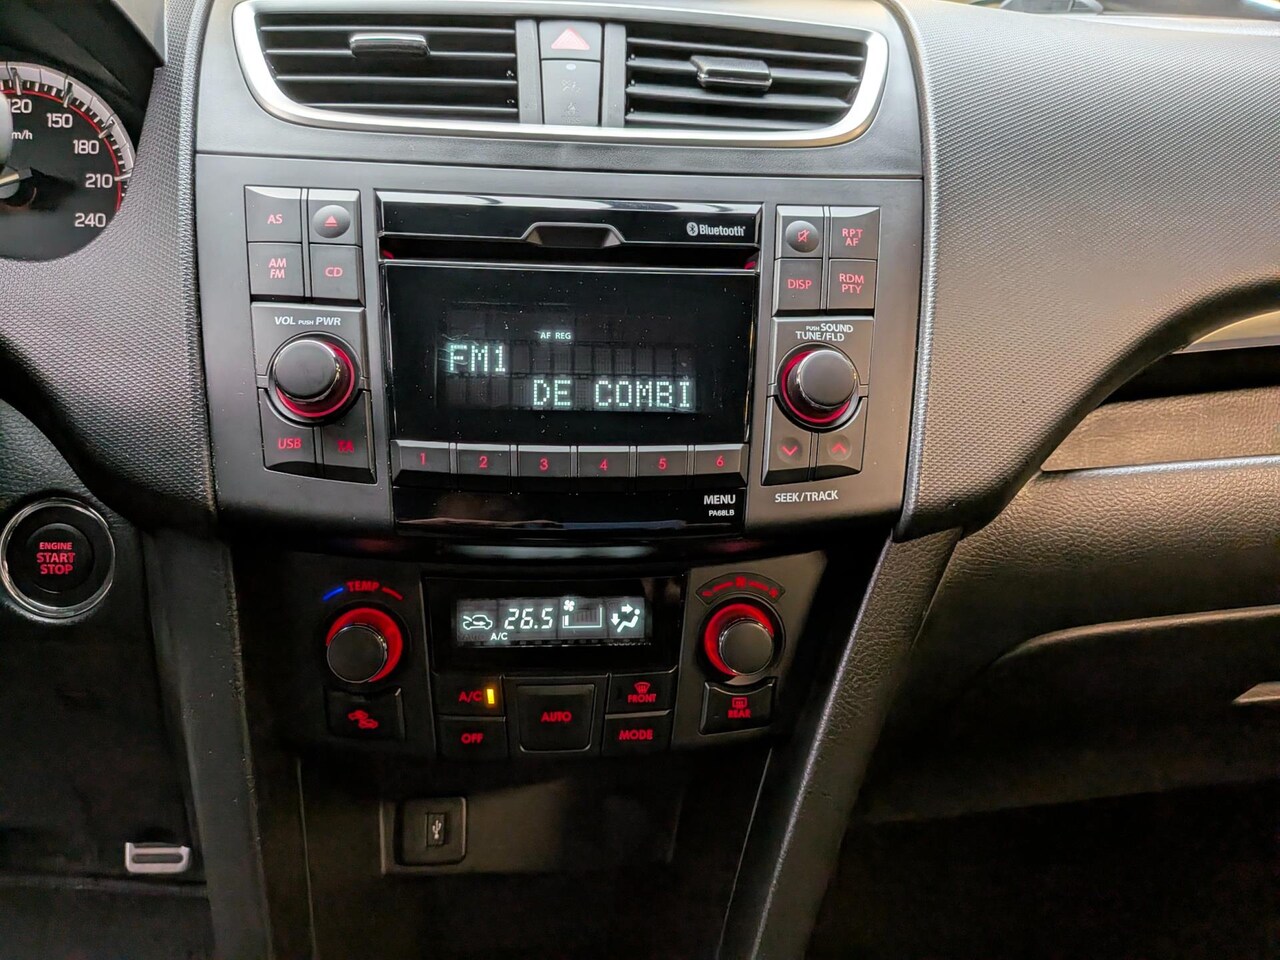 120
150
km/h
180
210
240
AS
AM
FM
CD
VOL PUSH PWR
USB
Bluetooth
AF REG
FM1
DE COMBI
1 2 3 4 5 6
MENU
PA68LB
RPT
AF
DISP
RDM
PTY
PUSH SOUND
TUNE/FLD
SEEK/TRACK
ENGINE
START
STOP
TEMP
26.5
A/C
A/C
OFF
AUTO
FRONT
MODE
REAR